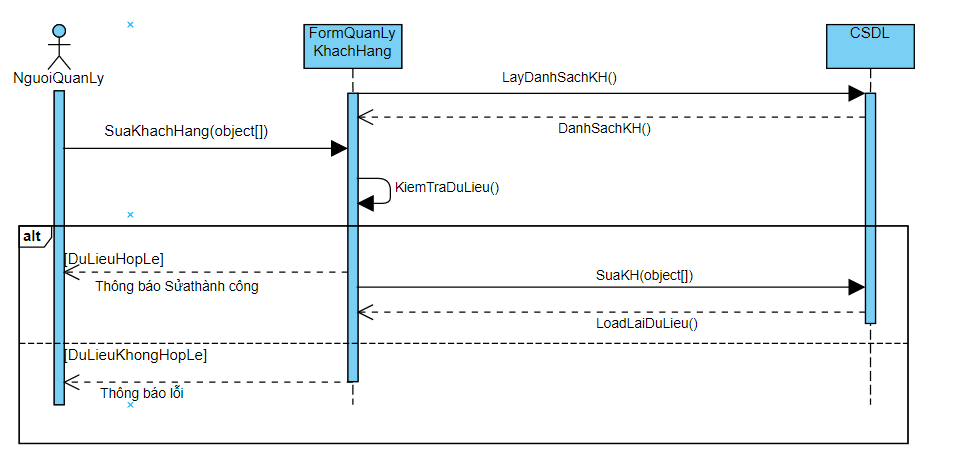 FormQuanLy
KhachHang
CSDL
NguoiQuanLy
LayDanhSachKH()
DanhSachKH()
SuaKhachHang(object[])
KiemTraDuLieu()
alt
[DuLieuHopLe]
Thông báo Sửathành công
SuaKH(object[])
LoadLaiDuLieu()
[DuLieuKhongHopLe]
Thông báo lỗi